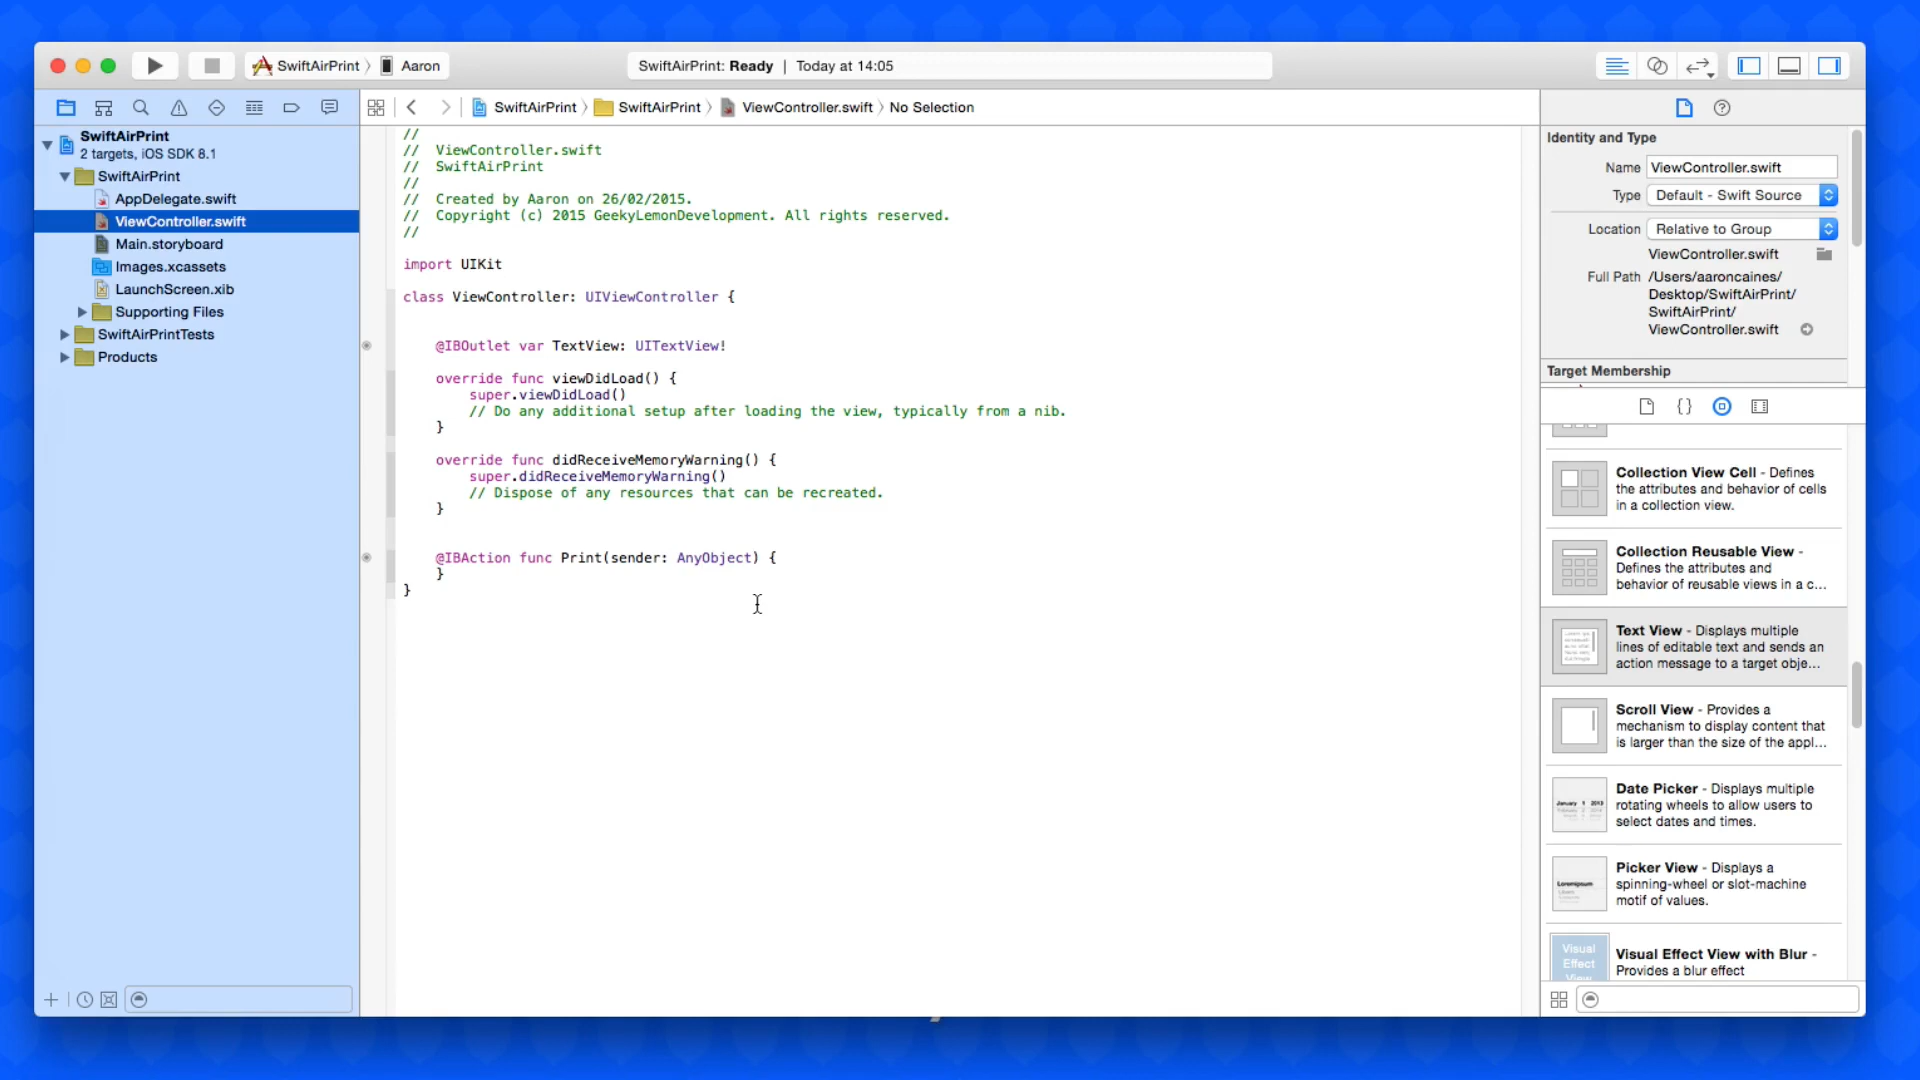 SwiftAirPrint › Aaron
SwiftAirPrint: Ready | Today at 14:05
SwiftAirPrint › SwiftAirPrint › ViewController.swift › No Selection
SwiftAirPrint
2 targets, iOS SDK 8.1
SwiftAirPrint
AppDelegate.swift
ViewController.swift
Main.storyboard
Images.xcassets
LaunchScreen.xib
Supporting Files
SwiftAirPrintTests
Products
//
//  ViewController.swift
//  SwiftAirPrint
//
//  Created by Aaron on 26/02/2015.
//  Copyright (c) 2015 GeekyLemonDevelopment. All rights reserved.
//
import UIKit
class ViewController: UIViewController {
@IBOutlet var TextView: UITextView!
override func viewDidLoad() {
super.viewDidLoad()
// Do any additional setup after loading the view, typically from a nib.
}
override func didReceiveMemoryWarning() {
super.didReceiveMemoryWarning()
// Dispose of any resources that can be recreated.
}
@IBAction func Print(sender: AnyObject) {
}
}
Identity and Type
Name ViewController.swift
Type Default - Swift Source
Location Relative to Group
ViewController.swift
Full Path /Users/aaroncaines/
Desktop/SwiftAirPrint/
SwiftAirPrint/
ViewController.swift
Target Membership
Collection View Cell - Defines
the attributes and behavior of cells
in a collection view.
Collection Reusable View -
Defines the attributes and
behavior of reusable views in a c...
Text View - Displays multiple
lines of editable text and sends an
action message to a target obje...
Scroll View - Provides a
mechanism to display content that
is larger than the size of the appl...
Date Picker - Displays multiple
rotating wheels to allow users to
select dates and times.
Picker View - Displays a
spinning-wheel or slot-machine
motif of values.
Visual
Effect
View
Visual Effect View with Blur -
Provides a blur effect